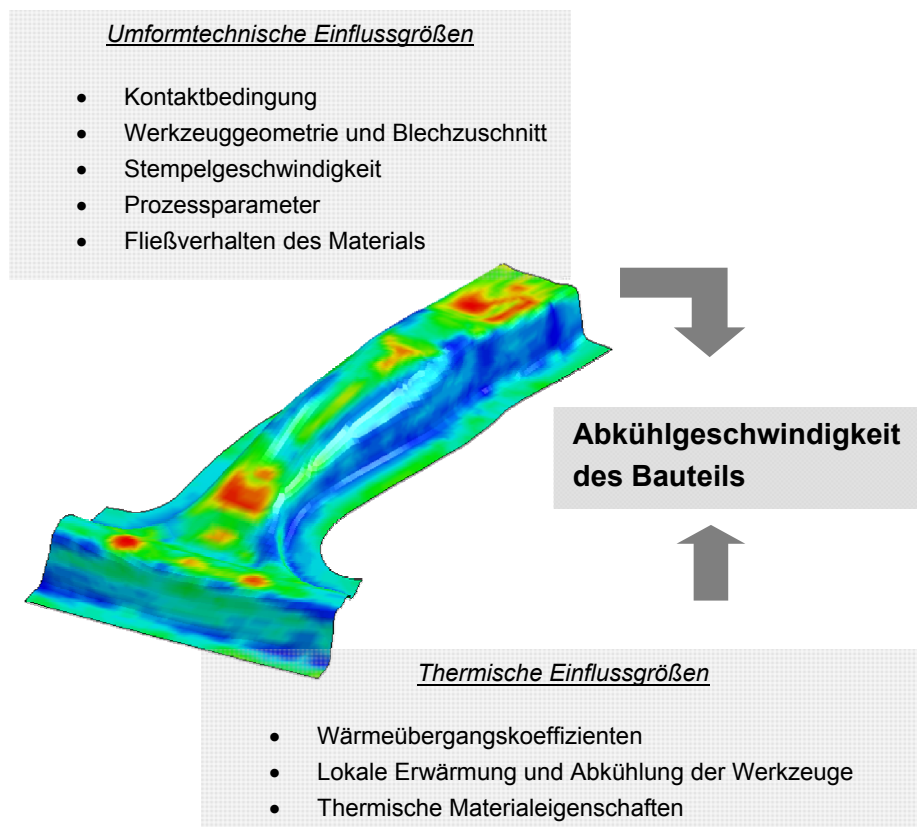 Umformtechnische Einflussgrößen
• Kontaktbedingung
• Werkzeuggeometrie und Blechzuschnitt
• Stempelgeschwindigkeit
• Prozessparameter
• Fließverhalten des Materials
Abkühlgeschwindigkeit
des Bauteils
Thermische Einflussgrößen
• Wärmeübergangskoeffizienten
• Lokale Erwärmung und Abkühlung der Werkzeuge
• Thermische Materialeigenschaften